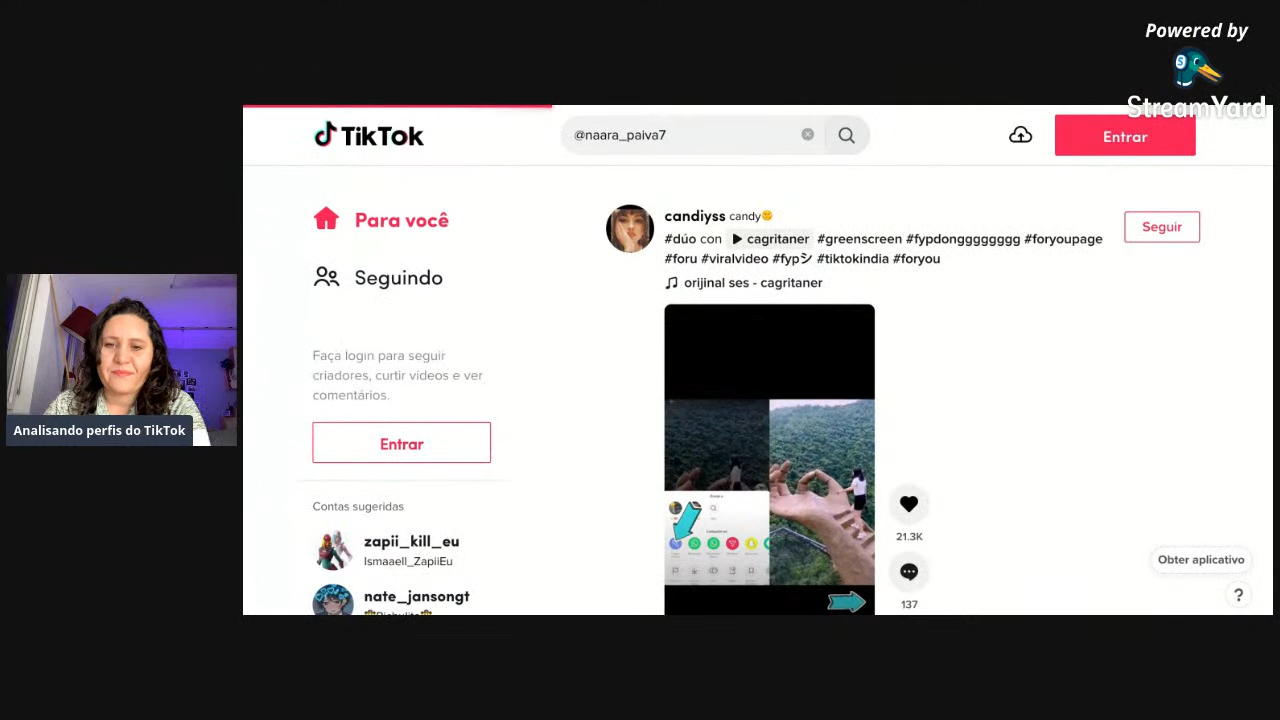 Powered by
StreamYard
TikTok
@naara_paiva7
Entrar
Para você
Seguindo
Faça login para seguir
criadores, curtir vídeos e ver
comentários.
Entrar
Contas sugeridas
zapii_kill_eu
Ismaeell_ZapiiEu
nate_jansongt
candiyss candy
Seguir
#dúo con cagritaner #greenscreen #fypdongggggggg #foryoupage
#foru #viralvideo #fypシ #tiktokindia #foryou
orijinal ses - cagritaner
21.3K
137
Obter aplicativo
?
Analisando perfis do TikTok